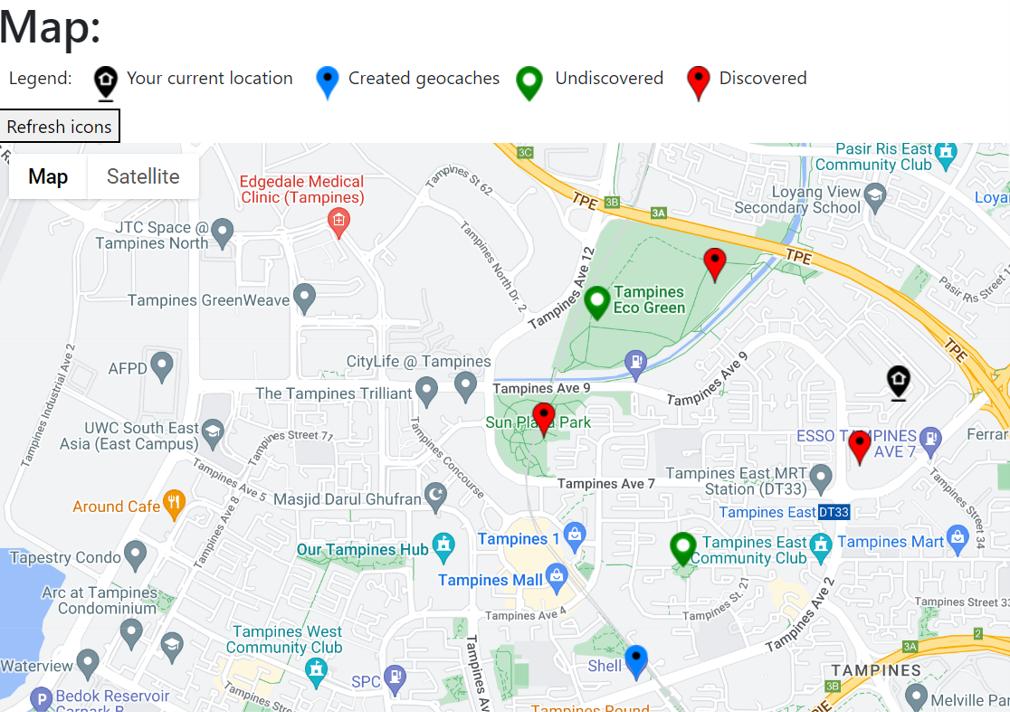 Map:
Legend: Your current location Created geocaches Undiscovered Discovered
Refresh icons
Map Satellite
3C
Pasir Ris East
Community Club
Edgedale Medical
Clinic (Tampines)
Tampines St 62
TPE
3B
3A
Loyang View
Secondary School
Loya
JTC Space @
Tampines North
Tampines North Dr. 2
Tampines Ave 12
TPE
Pasir Ris Street 1
Tampines GreenWeave
Tampines
Eco Green
TPE
CityLife @ Tampines
AFPD
The Tampines Trilliant
Tampines Ave 9
Tampines Ave 9
Tampines Industrial Ave 2
Sun Plaza Park
UWC South East
Asia (East Campus)
Tampines Street 71
Tampines Concourse
ESSO TAMPINES
AVE 7
Ferrar
Tampines Ave 5
Tampines Ave 8
Tampines Ave 7
Tampines East MRT
Station (DT33)
Tampines Street 34
Masjid Darul Ghufran
Around Cafe
Tampines East DT33
Tampines 1
Our Tampines Hub
Tampines East
Community Club
Tampines Mart
Tapestry Condo
Tampines Mall
Arc at Tampines
Condominium
Tampines St. 21
Tampines Ave 2
Tampines Street 33
Tampines Ave 4
Tampines West
Community Club
Tampines Av
3A
2
Waterview
Shell
TAMPINES
SPC
3B
PIE
Bedok Reservoir
Carpark B
Tampines Round
Melville Pa